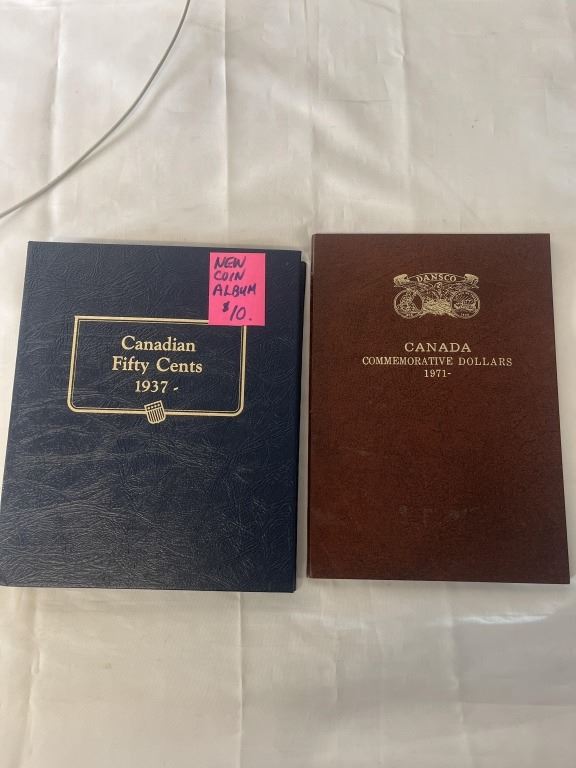 NEW
COIN
ALBUM
$10.
Canadian
Fifty Cents
1937 -
DANSCO
CANADA
COMMEMORATIVE DOLLARS
1971-